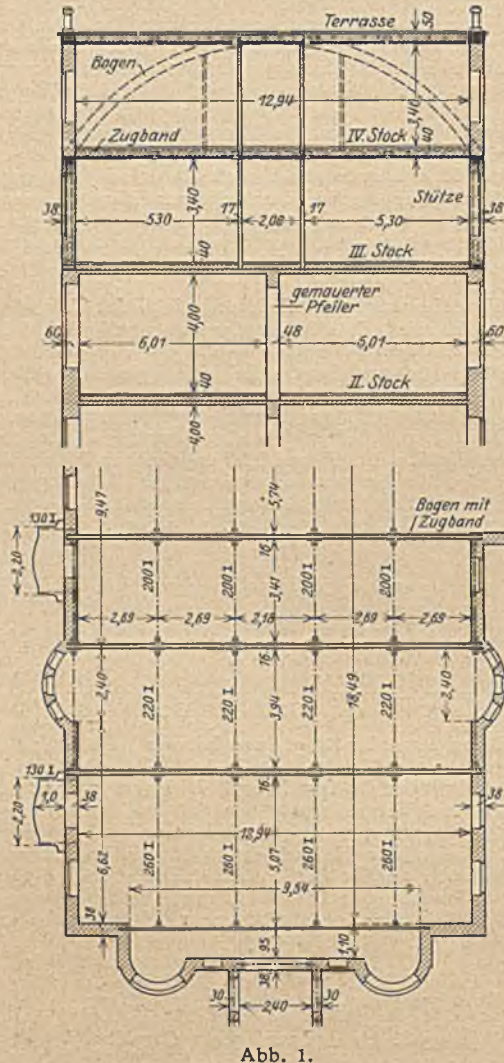 Terrasse 50
Bogen
12,94
3,40
Zugband IV. Stock 40
38 530 3,40 17 2,08 17 5,30 Stütze 38
40 III. Stock
gemauerter
Pfeiler
60 6,01 4,00 48 6,01 60
40 II. Stock
4,00
9,47 5,74
Bogen mit
Zugband
130 I
2,20 200 I 200 I 16 200 I 200 I
3,41
2,69 2,69 2,18 2,69 2,69
16
2,40 220 I 220 I 3,94 220 I 18,49 220 I 2,40
130 I 16
1,0 38 38
2,20 12,94
6,62 260 I 260 I 5,07 260 I 260 I
9,54
38
95 1,10
38
30 2,40 30
Abb. 1.